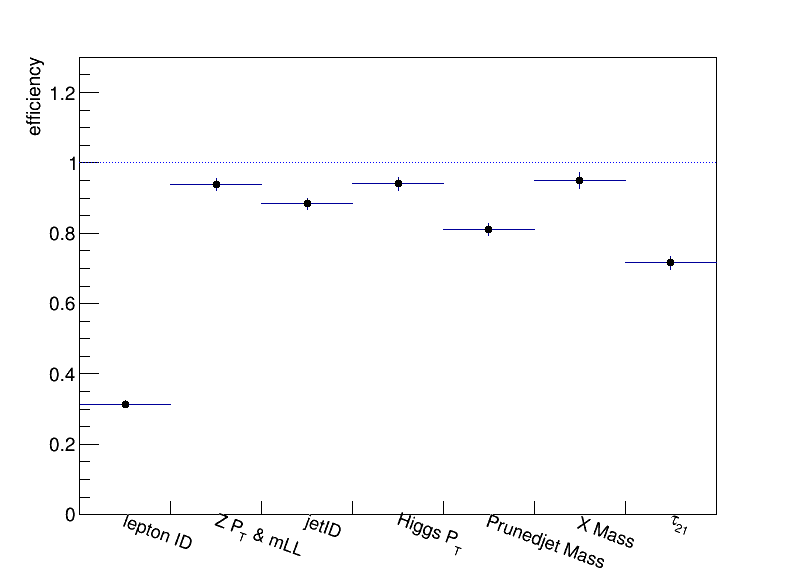 efficiency
1.2
1
0.8
0.6
0.4
0.2
0
lepton ID
Z P_T & mLL
jetID
Higgs P_T
Prunedjet Mass
X Mass
τ_21